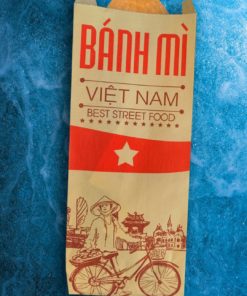 BÁNH MÌ
VIỆT NAM
BEST STREET FOOD